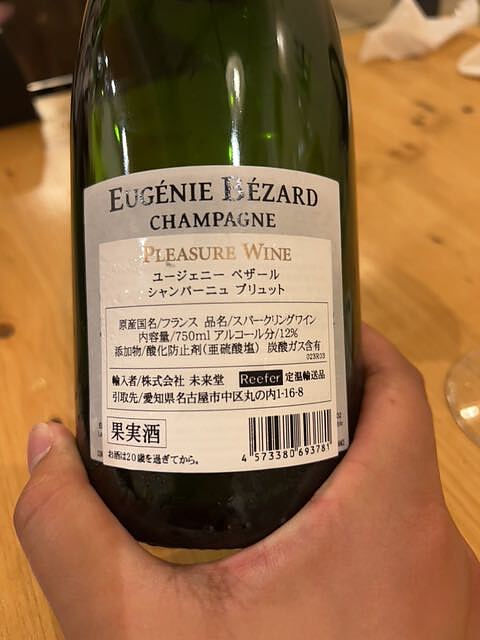 EUGÉNIE BÉZARD
CHAMPAGNE
PLEASURE WINE
ユージェニー ベザール
シャンパーニュ ブリュット
原産国名/フランス 品名/スパークリングワイン
内容量/750ml アルコール分/12%
添加物/酸化防止剤(亜硫酸塩) 炭酸ガス含有
023R03
輸入者/株式会社 未来堂 Reefer 定温輸送品
引取先/愛知県名古屋市中区丸の内1-16-8
果実酒
お酒は20歳を過ぎてから。
4 573380 693781